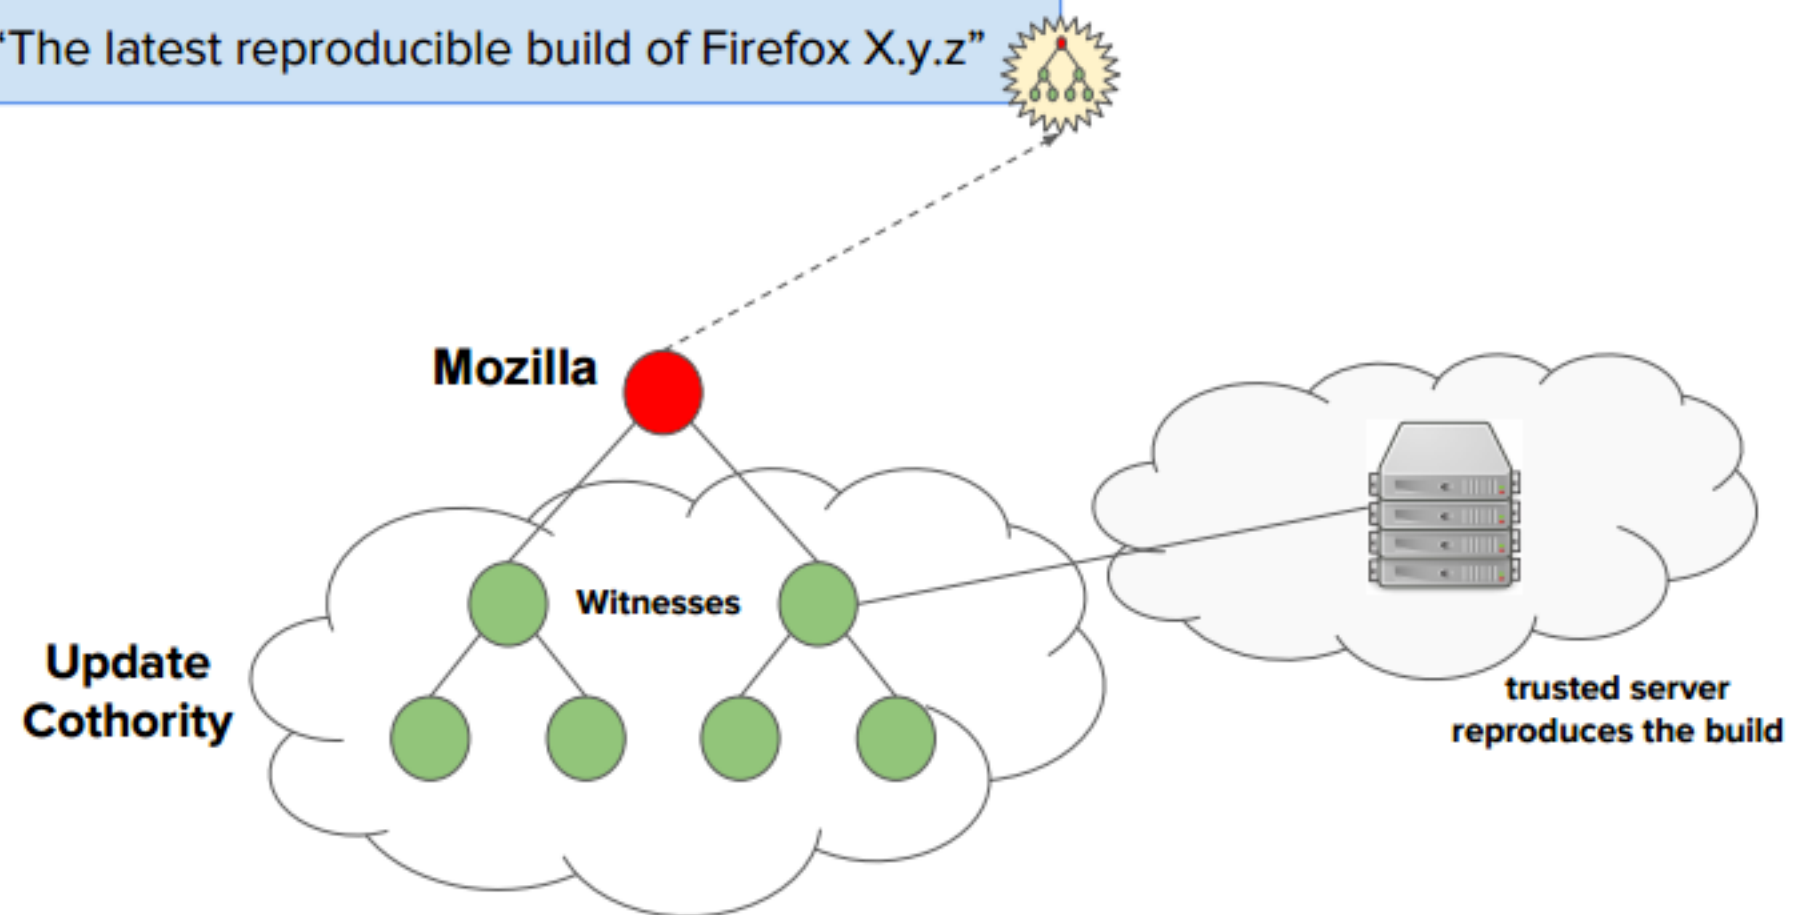 “The latest reproducible build of Firefox X.y.z”
Mozilla
Witnesses
Update
Cothority
trusted server
reproduces the build